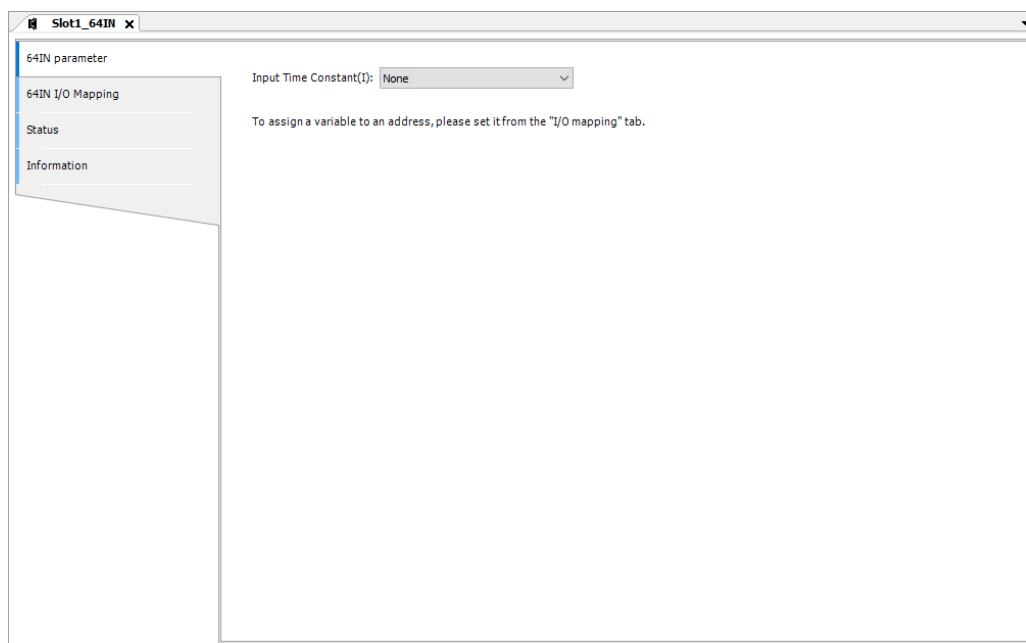 Slot1_64IN
64IN parameter
64IN I/O Mapping
Status
Information
Input Time Constant(I): None
To assign a variable to an address, please set it from the "I/O mapping" tab.